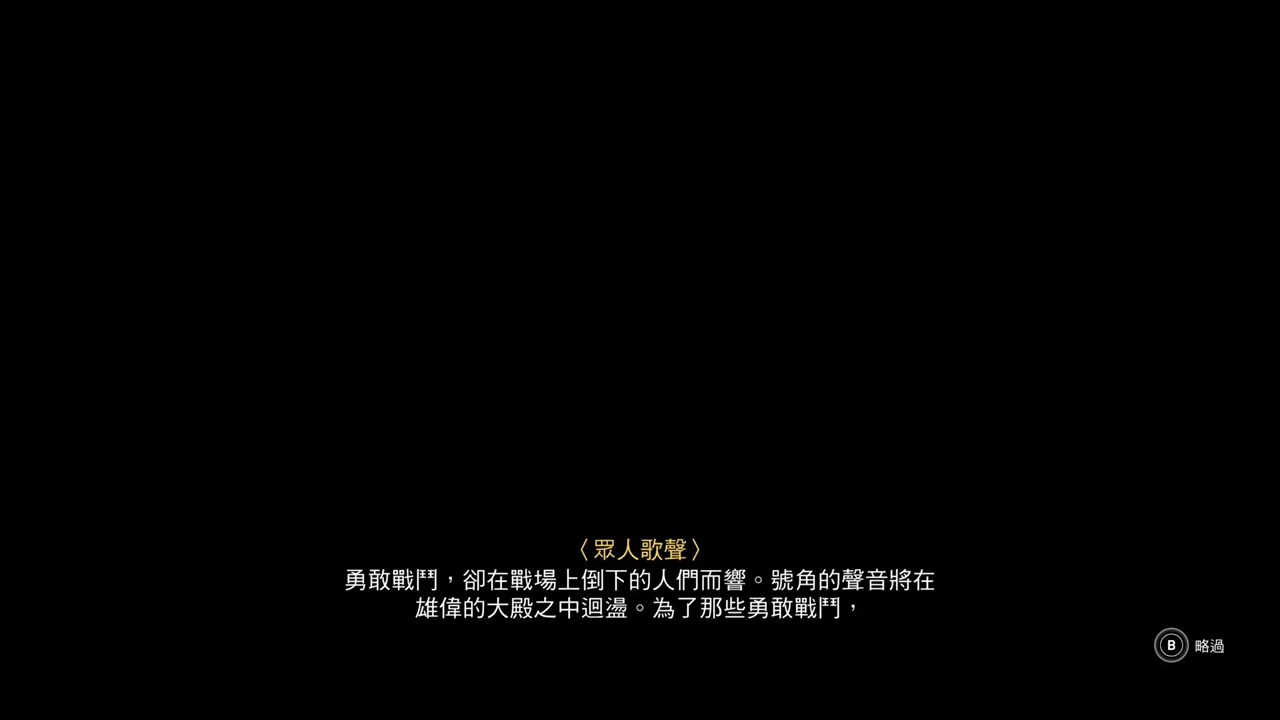 〈眾人歌聲〉
勇敢戰鬥，卻在戰場上倒下的人們而響。號角的聲音將在
雄偉的大殿之中迴盪。為了那些勇敢戰鬥，
B 略過